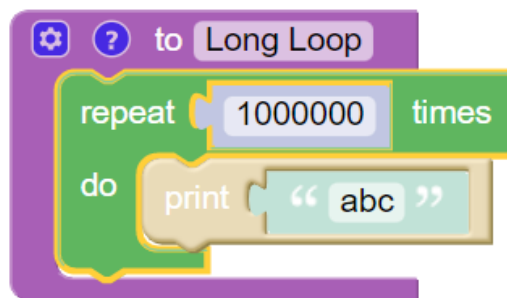 ? to Long Loop
repeat 1000000 times
do print “ abc ”